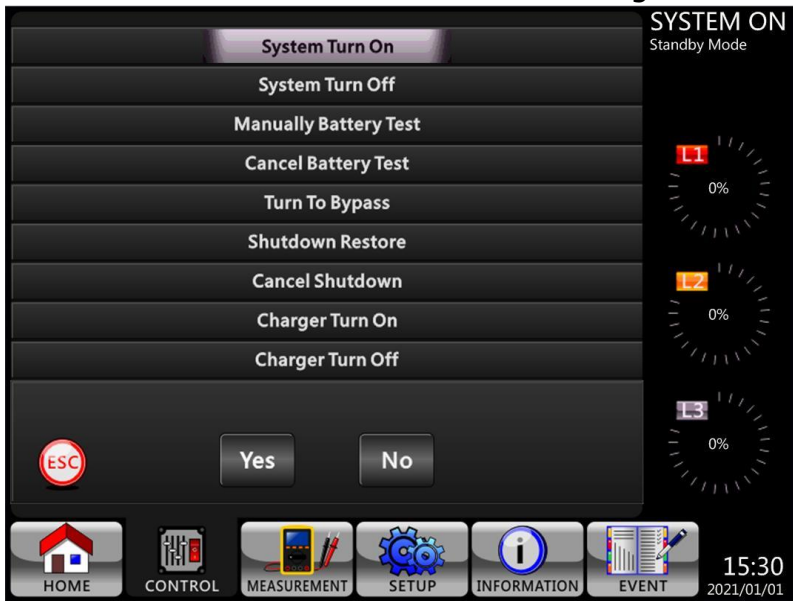 SYSTEM ON
Standby Mode
System Turn On
System Turn Off
Manually Battery Test
Cancel Battery Test
Turn To Bypass
Shutdown Restore
Cancel Shutdown
Charger Turn On
Charger Turn Off
L1
0%
L2
0%
L3
0%
ESC
Yes
No
HOME
CONTROL
MEASUREMENT
SETUP
INFORMATION
EVENT
15:30
2021/01/01